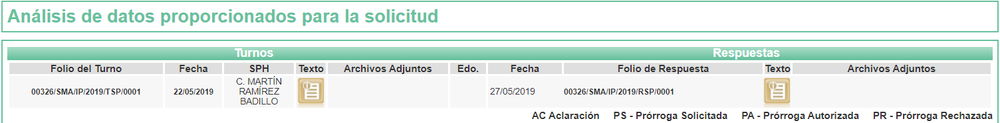 Análisis de datos proporcionados para la solicitud
Turnos Respuestas
Folio del Turno Fecha SPH Texto Archivos Adjuntos Edo. Fecha Folio de Respuesta Texto Archivos Adjuntos
00326/SMA/IP/2019/TSP/0001 22/05/2019 C. MARTÍN
RAMÍREZ
BADILLO 27/05/2019 00326/SMA/IP/2019/RSP/0001
AC Aclaración PS - Prórroga Solicitada PA - Prórroga Autorizada PR - Prórroga Rechazada